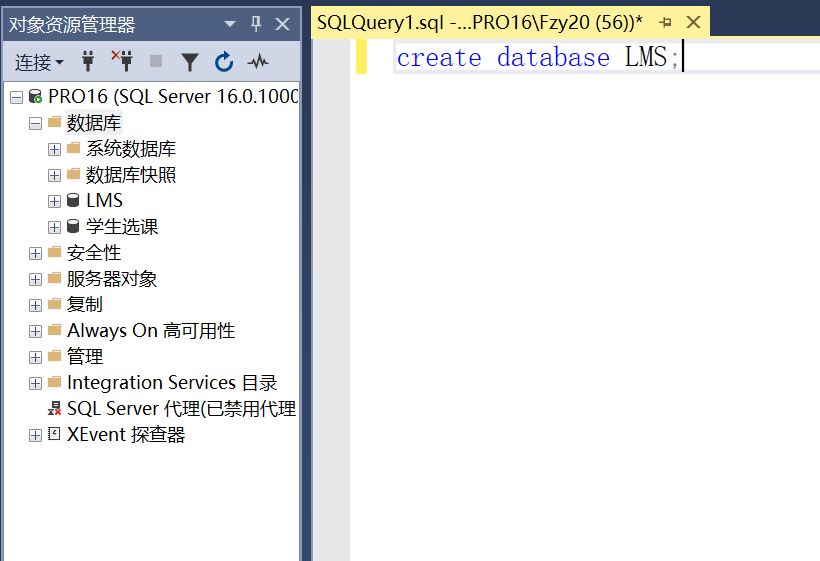 对象资源管理器
连接
PRO16 (SQL Server 16.0.1000
数据库
系统数据库
数据库快照
LMS
学生选课
安全性
服务器对象
复制
Always On 高可用性
管理
Integration Services 目录
SQL Server 代理(已禁用代理
XEvent 探查器
SQLQuery1.sql -...PRO16\Fzy20 (56))*
create database LMS;